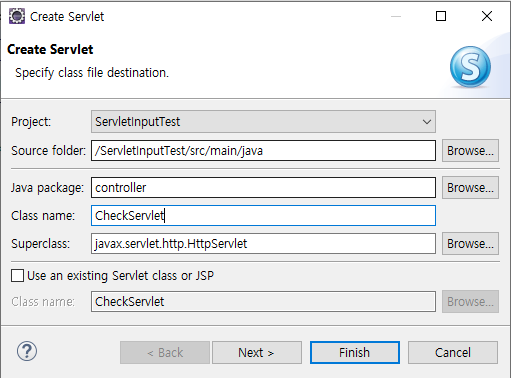 Create Servlet
Create Servlet
Specify class file destination.
S
Project: ServletInputTest
Source folder: /ServletInputTest/src/main/java Browse...
Java package: controller Browse...
Class name: CheckServlet
Superclass: javax.servlet.http.HttpServlet Browse...
Use an existing Servlet class or JSP
Class name: CheckServlet Browse...
? < Back Next > Finish Cancel